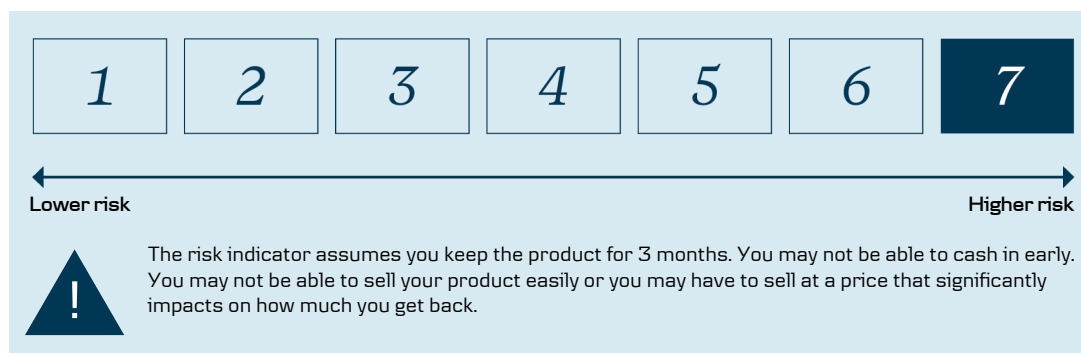 1 2 3 4 5 6 7
Lower risk Higher risk
The risk indicator assumes you keep the product for 3 months. You may not be able to cash in early.
You may not be able to sell your product easily or you may have to sell at a price that significantly
impacts on how much you get back.
!